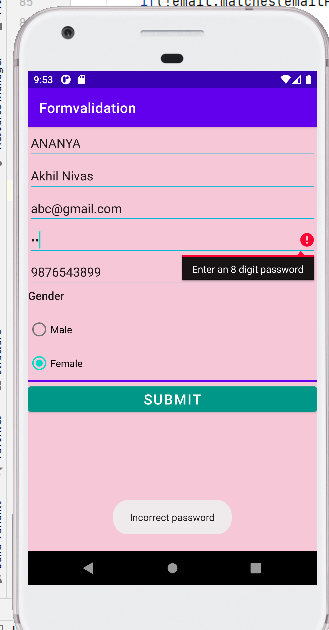 85
if(!email.matches(emailP
9:53
Formvalidation
ANANYA
Akhil Nivas
abc@gmail.com
••
Enter an 8 digit password
9876543899
Gender
Male
Female
SUBMIT
Incorrect password